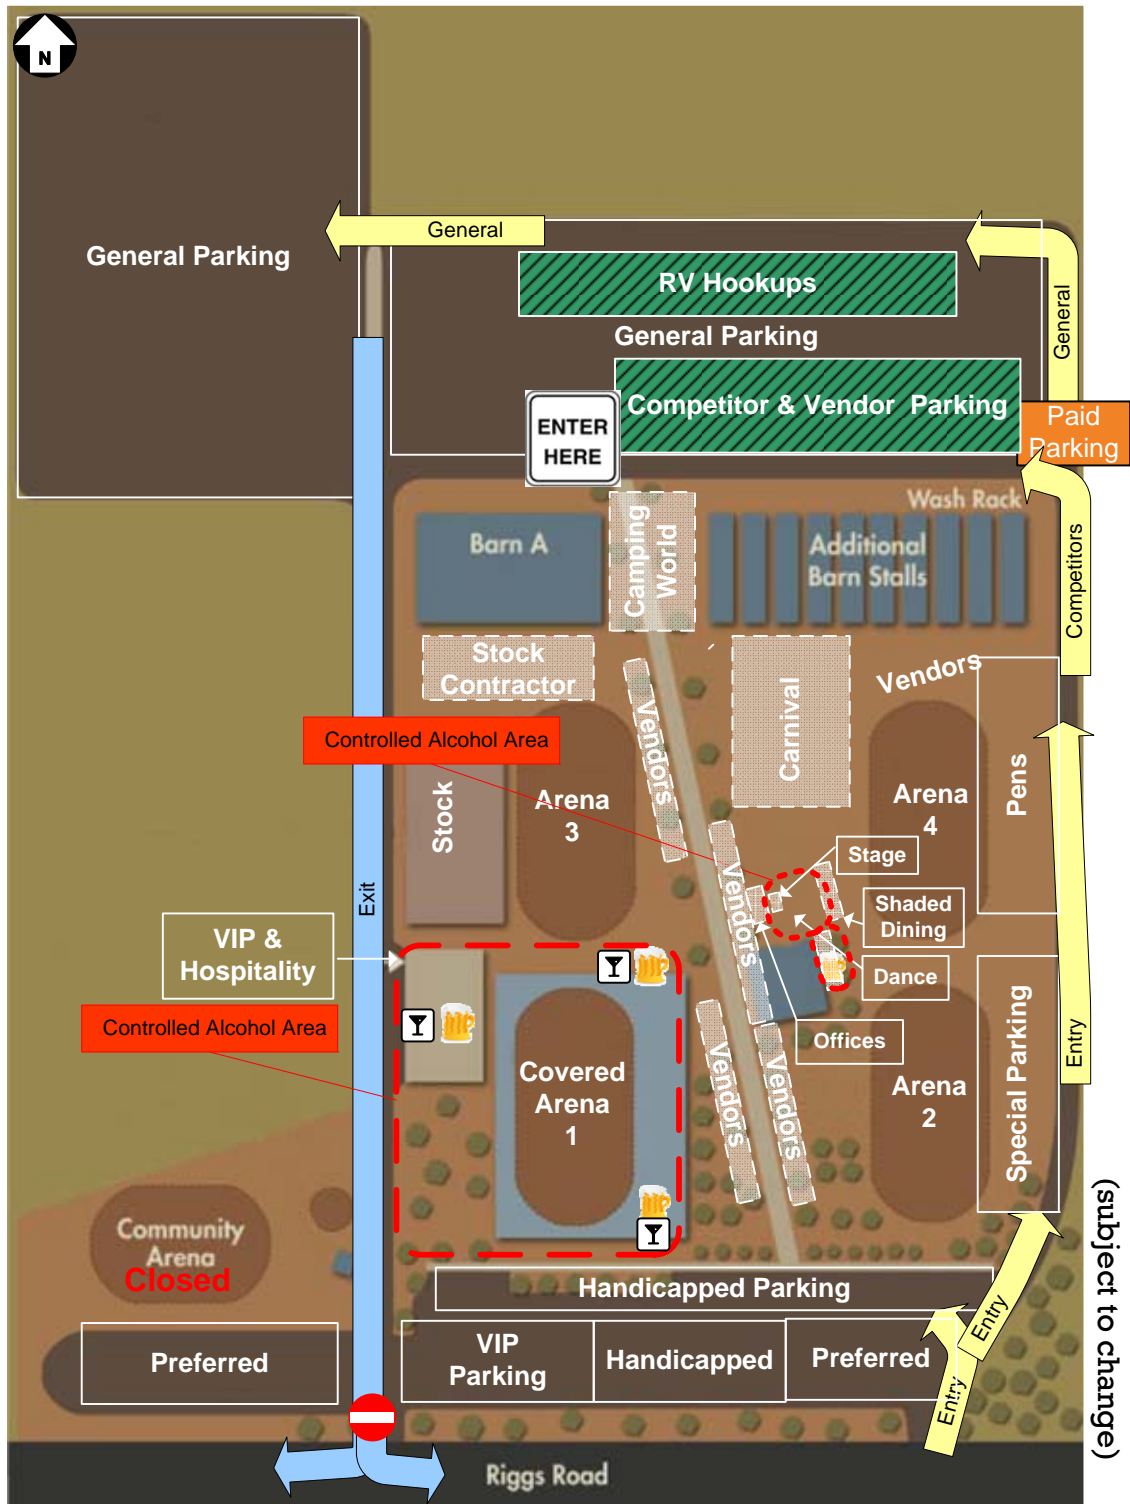 N
General
General Parking
RV Hookups
General
General Parking
Competitor & Vendor Parking
Paid
Parking
ENTER
HERE
Wash Rack
Camping
World
Barn A
Additional
Barn Stalls
Competitors
Stock
Contractor
Vendors
Vendors
Carnival
Controlled Alcohol Area
Stock
Arena
3
Arena
4
Pens
Stage
Vendors
Exit
Shaded
Dining
VIP &
Hospitality
Dance
Controlled Alcohol Area
Offices
Entry
Covered
Arena
1
Vendors
Vendors
Arena
2
Special Parking
Community
Arena
Closed
(subject to change)
Handicapped Parking
Entry
Preferred
VIP
Parking
Handicapped
Preferred
Entry
Riggs Road